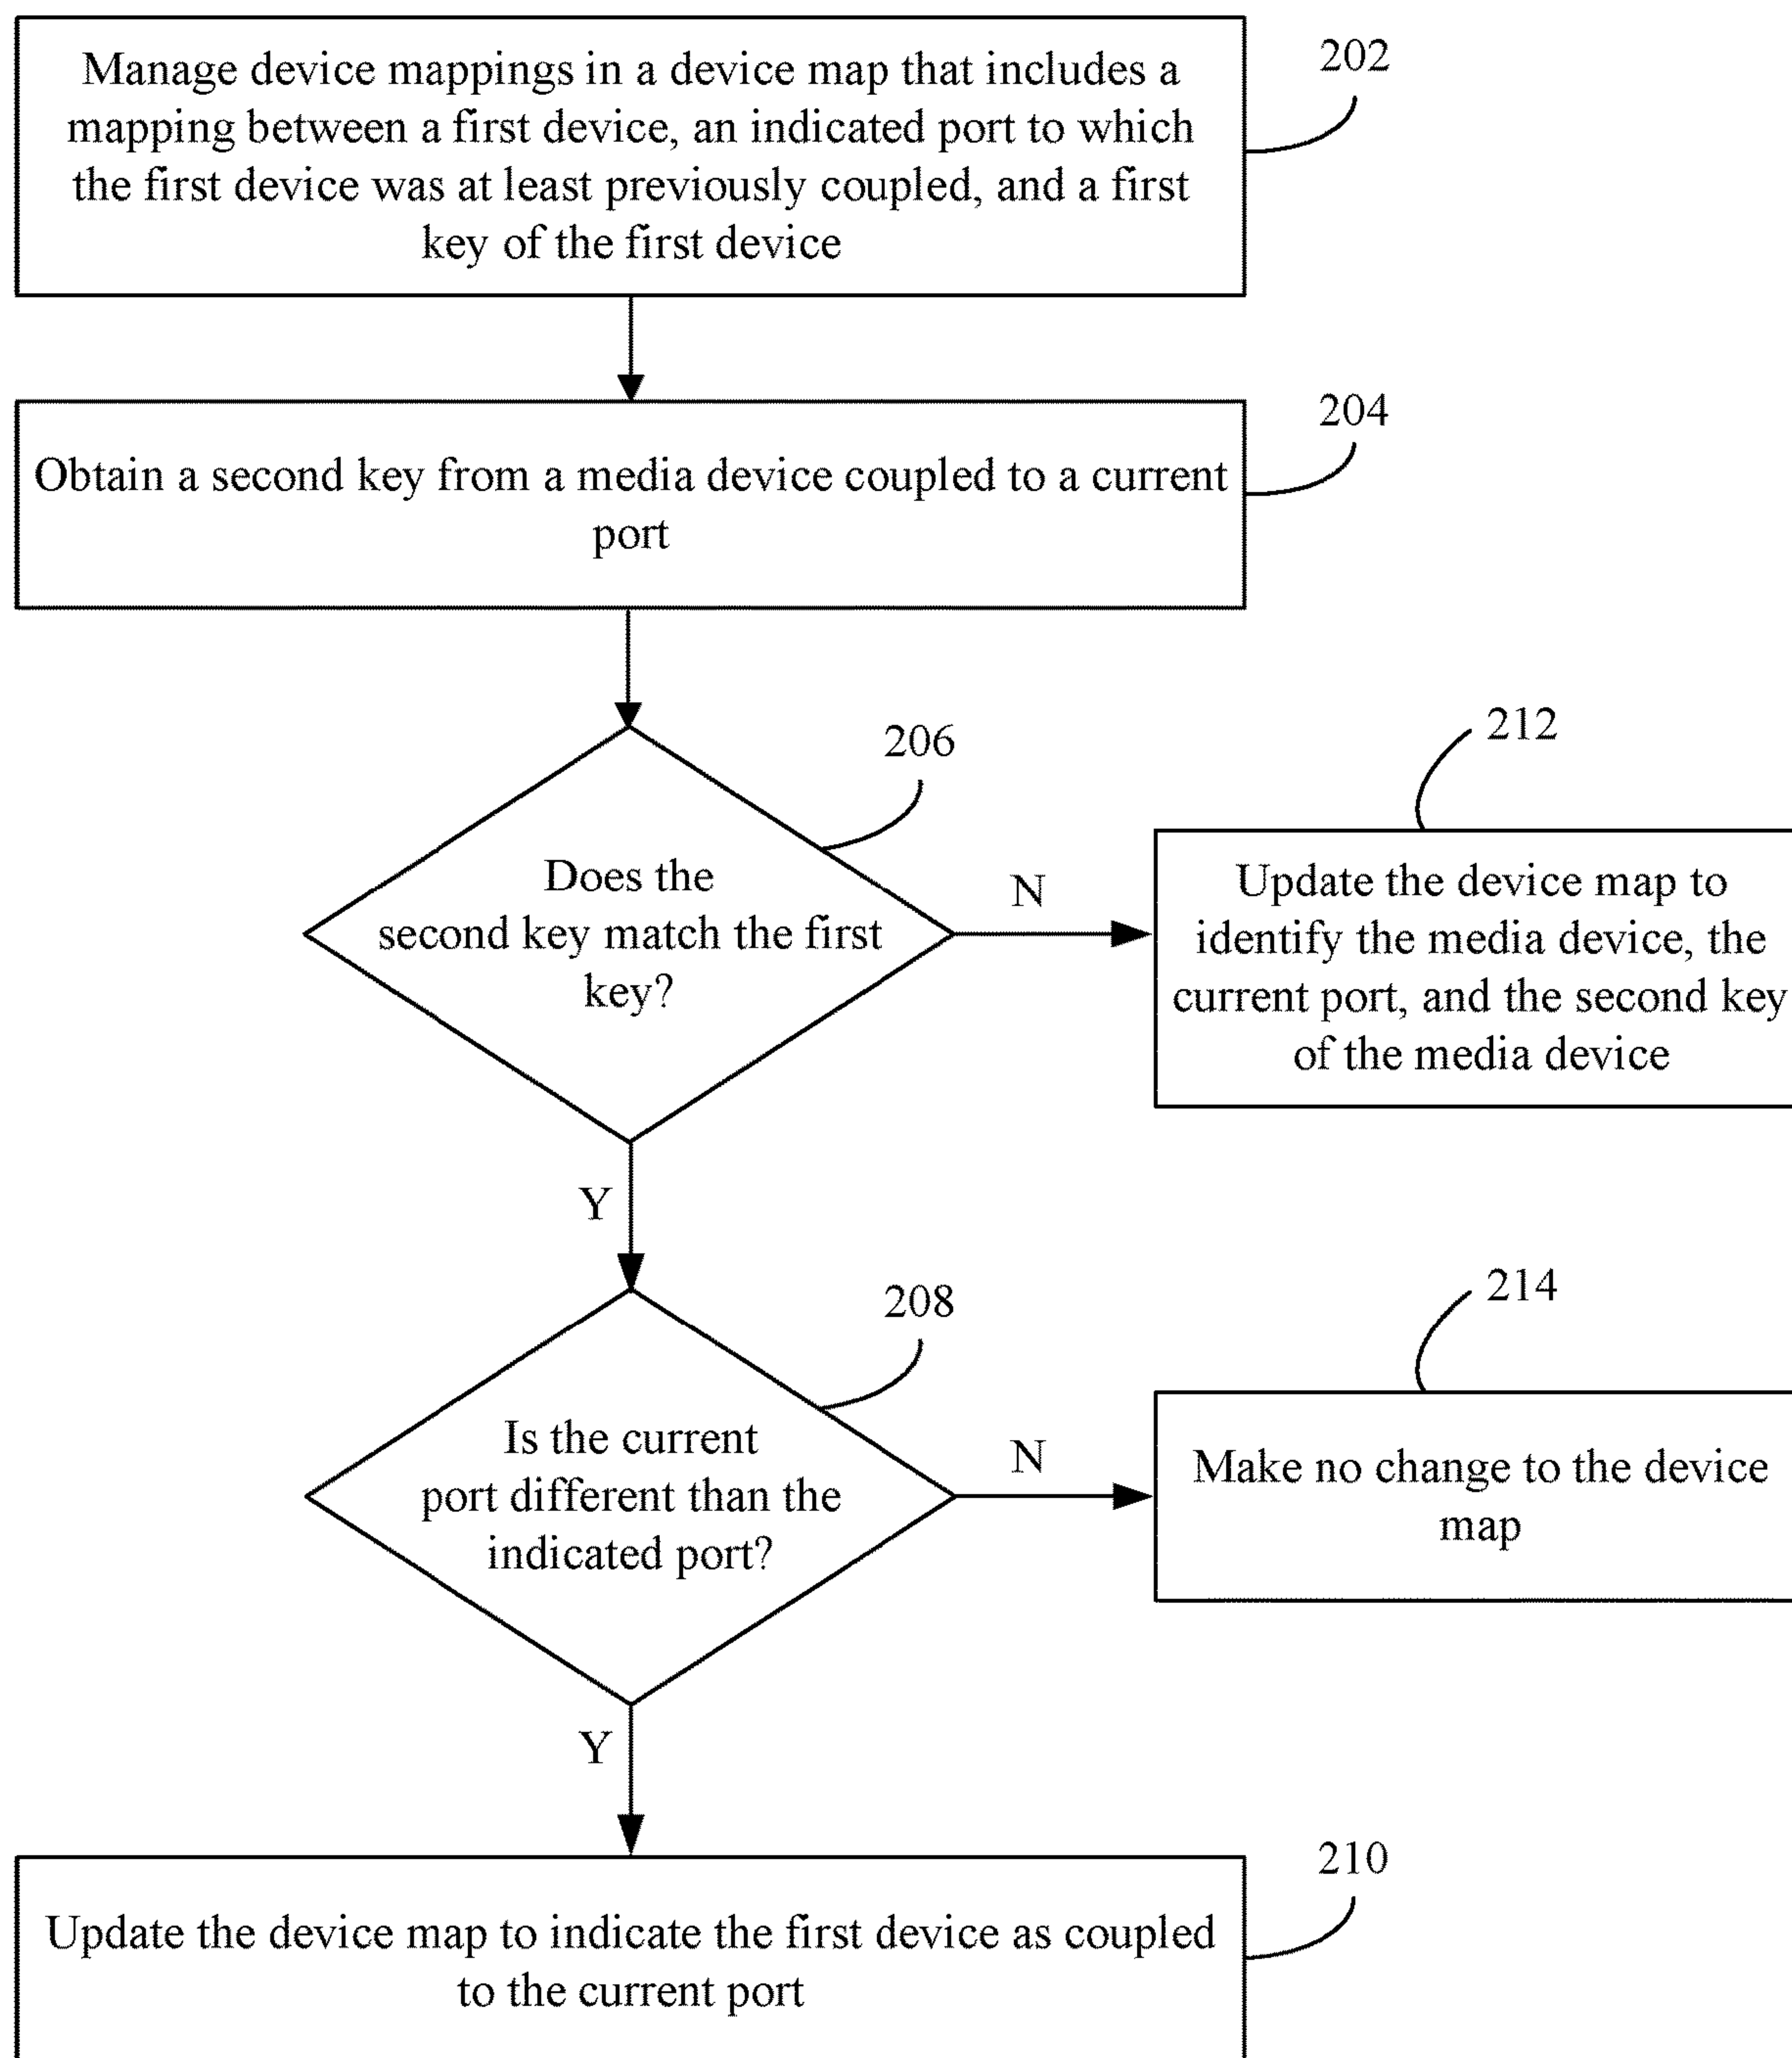 Manage device mappings in a device map that includes a
mapping between a first device, an indicated port to which
the first device was at least previously coupled, and a first
key of the first device
202
Obtain a second key from a media device coupled to a current
port
204
206
Does the
second key match the first
key?
N
212
Update the device map to
identify the media device, the
current port, and the second key
of the media device
Y
208
Is the current
port different than the
indicated port?
N
214
Make no change to the device
map
Y
210
Update the device map to indicate the first device as coupled
to the current port